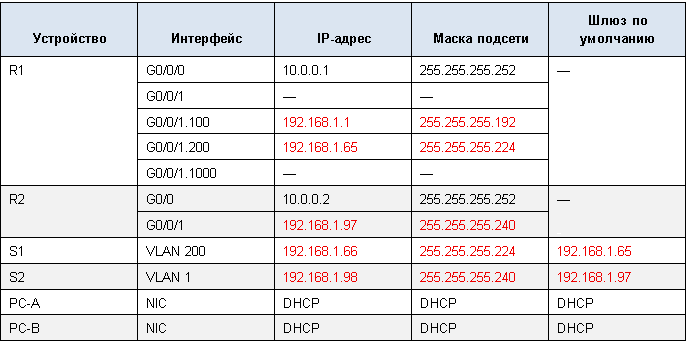 Устройство Интерфейс IP-адрес Маска подсети Шлюз по умолчанию
R1 G0/0/0 10.0.0.1 255.255.255.252 —
G0/0/1 — —
G0/0/1.100 192.168.1.1 255.255.255.192
G0/0/1.200 192.168.1.65 255.255.255.224
G0/0/1.1000 — —
R2 G0/0 10.0.0.2 255.255.255.252 —
G0/0/1 192.168.1.97 255.255.255.240
S1 VLAN 200 192.168.1.66 255.255.255.224 192.168.1.65
S2 VLAN 1 192.168.1.98 255.255.255.240 192.168.1.97
PC-A NIC DHCP DHCP DHCP
PC-B NIC DHCP DHCP DHCP